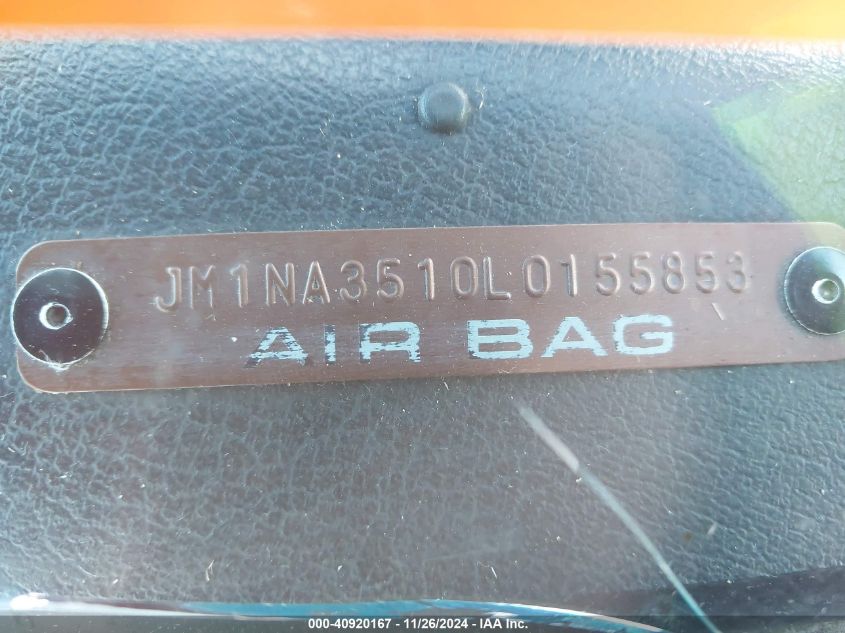 JM1NA3510L0155853
AIR BAG
000-40920167 - 11/26/2024 - IAA Inc.